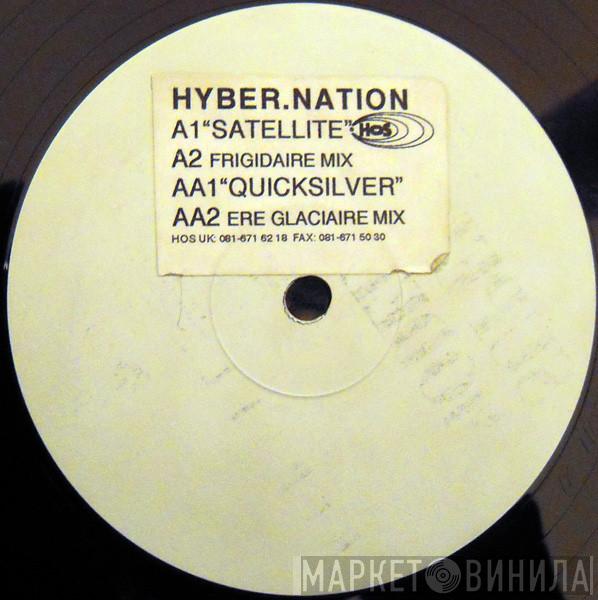 HYBER.NATION
A1 "SATELLITE" HOS
A2 FRIGIDAIRE MIX
AA1 "QUICKSILVER"
AA2 ERE GLACIAIRE MIX
HOS UK: 081-671 62 18 FAX: 081-671 50 30
МАРКЕТ ВИНИЛА